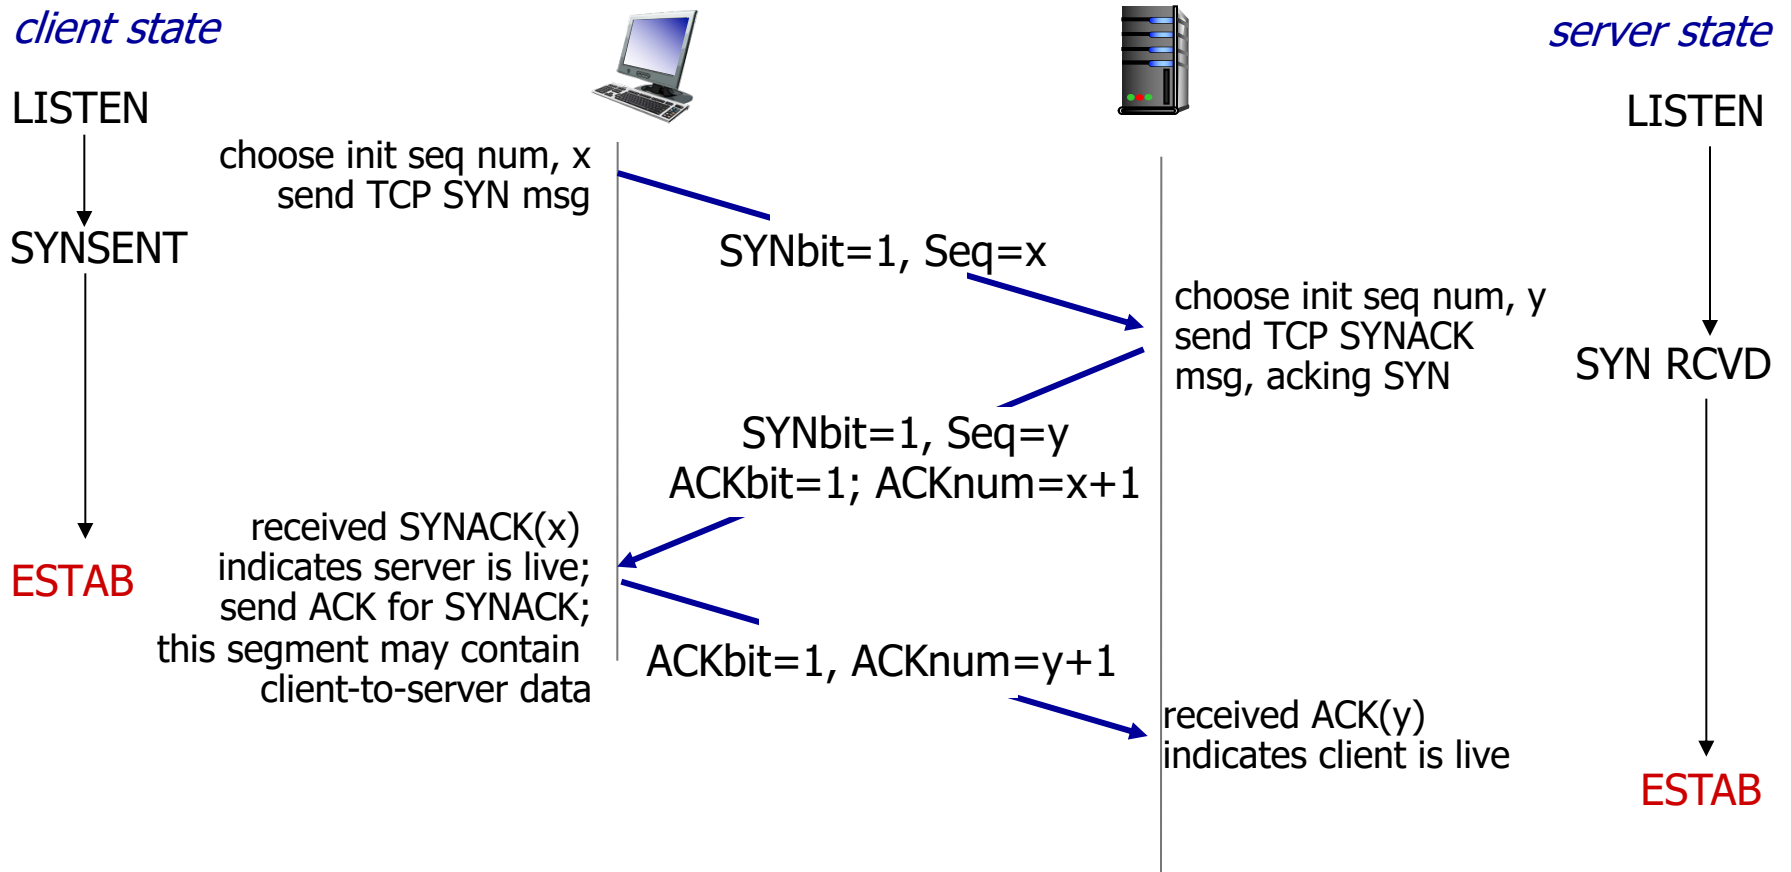 client state
server state
LISTEN
LISTEN
choose init seq num, x
send TCP SYN msg
SYNSENT
SYNbit=1, Seq=x
choose init seq num, y
send TCP SYNACK
msg, acking SYN
SYN RCVD
SYNbit=1, Seq=y
ACKbit=1; ACKnum=x+1
received SYNACK(x)
indicates server is live;
send ACK for SYNACK;
this segment may contain
client-to-server data
ESTAB
ACKbit=1, ACKnum=y+1
received ACK(y)
indicates client is live
ESTAB